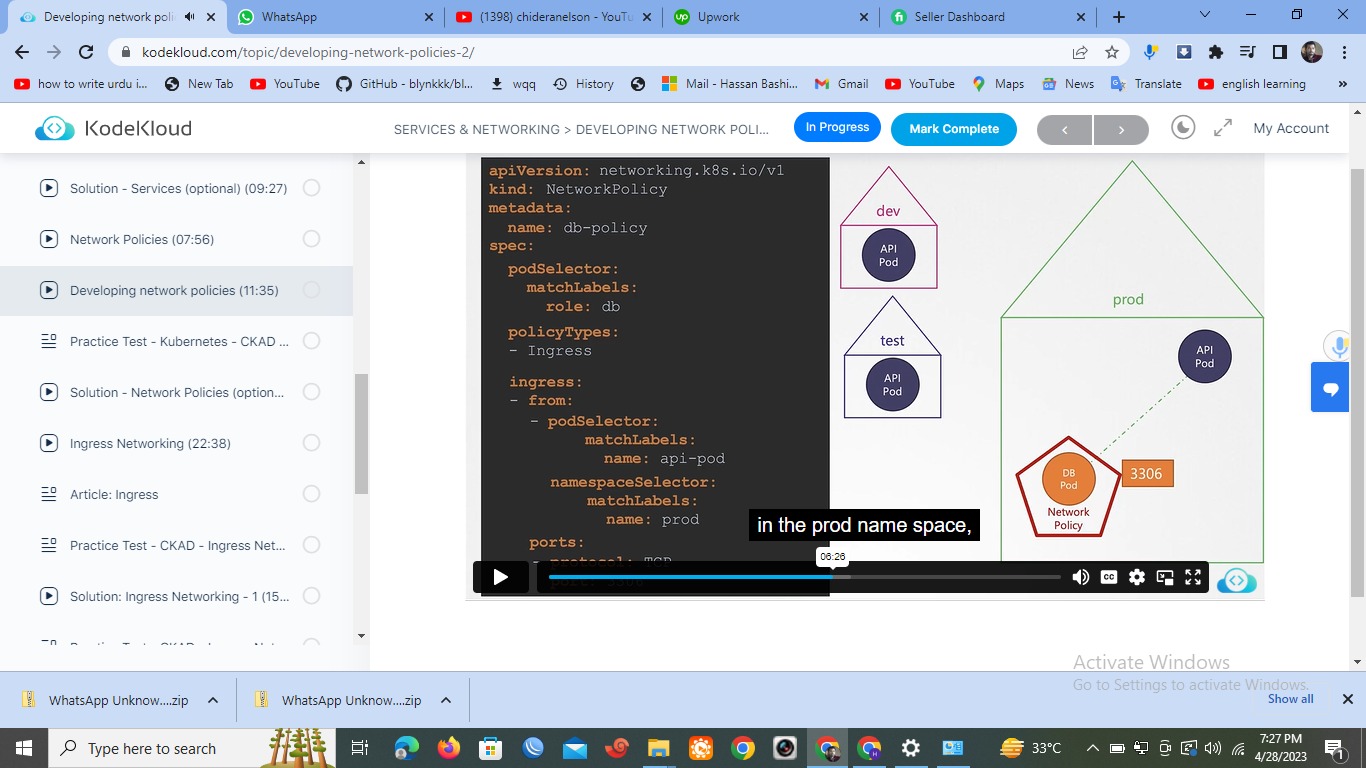 Developing network poli
WhatsApp
(1398) chideranelson - YouTu
Upwork
Seller Dashboard
kodekloud.com/topic/developing-network-policies-2/
how to write urdu i...
New Tab
YouTube
GitHub - blynkkk/bl...
wqq
History
Mail - Hassan Bashi...
Gmail
YouTube
Maps
News
Translate
english learning
»
KodeKloud
SERVICES & NETWORKING > DEVELOPING NETWORK POLI...
In Progress
Mark Complete
My Account
Solution - Services (optional) (09:27)
Network Policies (07:56)
Developing network policies (11:35)
Practice Test - Kubernetes - CKAD ...
Solution - Network Policies (option...
Ingress Networking (22:38)
Article: Ingress
Practice Test - CKAD - Ingress Net...
Solution: Ingress Networking - 1 (15...
apiVersion: networking.k8s.io/v1
kind: NetworkPolicy
metadata:
name: db-policy
spec:
podSelector:
matchLabels:
role: db
policyTypes:
- Ingress
ingress:
- from:
- podSelector:
matchLabels:
name: api-pod
namespaceSelector:
matchLabels:
name: prod
ports:
- protocol: TCP
dev
API
Pod
test
API
Pod
prod
API
Pod
DB
Pod
Network
Policy
3306
in the prod name space,
06:26
CC
Activate Windows
Go to Settings to activate Windows.
WhatsApp Unknow....zip
WhatsApp Unknow....zip
Show all
Type here to search
33°C
7:27 PM
4/28/2023
1